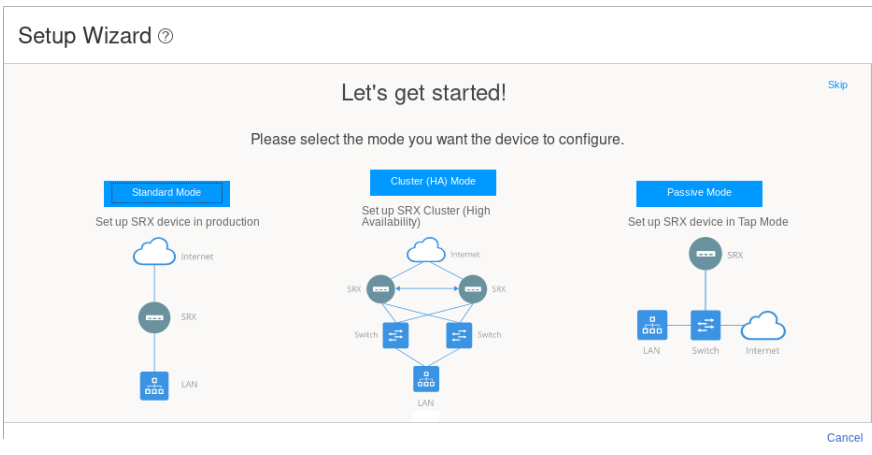 Setup Wizard ?
Let's get started!
Skip
Please select the mode you want the device to configure.
Standard Mode
Set up SRX device in production
Internet
SRX
LAN
Cluster (HA) Mode
Set up SRX Cluster (High
Availability)
Internet
SRX
SRX
Switch
Switch
LAN
Passive Mode
Set up SRX device in Tap Mode
SRX
LAN
Switch
Internet
Cancel